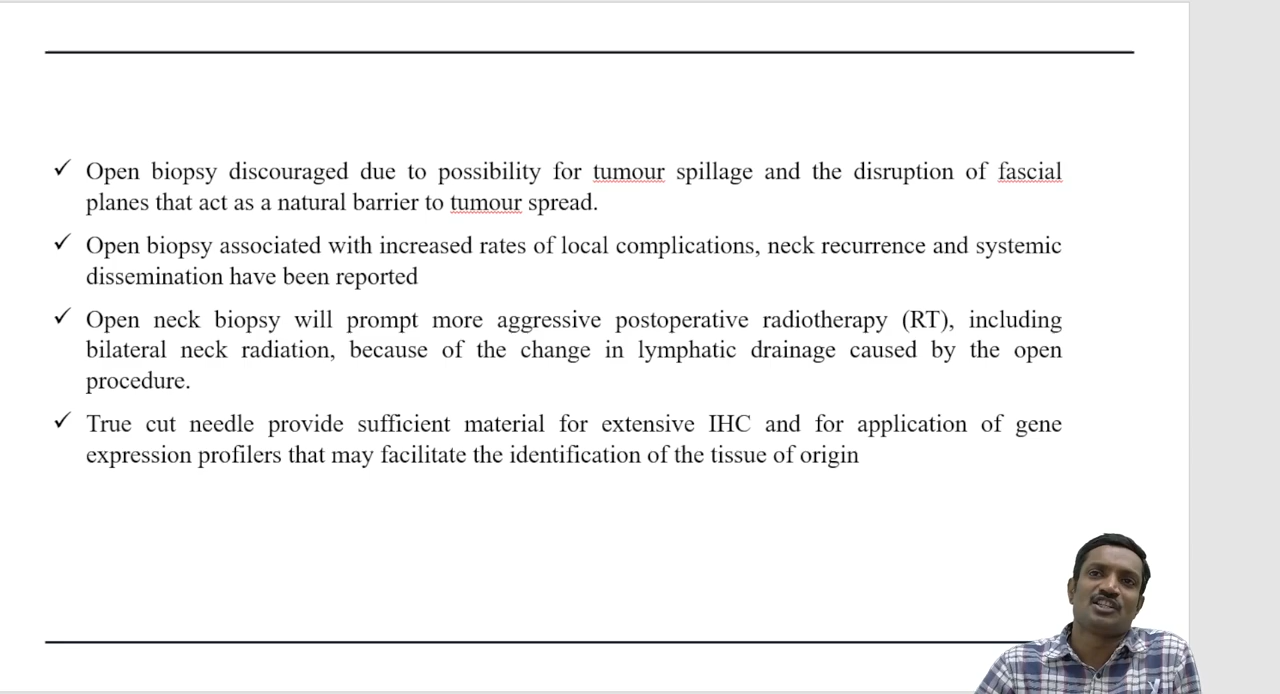 ✓ Open biopsy discouraged due to possibility for tumour spillage and the disruption of fascial
planes that act as a natural barrier to tumour spread.
✓ Open biopsy associated with increased rates of local complications, neck recurrence and systemic
dissemination have been reported
✓ Open neck biopsy will prompt more aggressive postoperative radiotherapy (RT), including
bilateral neck radiation, because of the change in lymphatic drainage caused by the open
procedure.
✓ True cut needle provide sufficient material for extensive IHC and for application of gene
expression profilers that may facilitate the identification of the tissue of origin